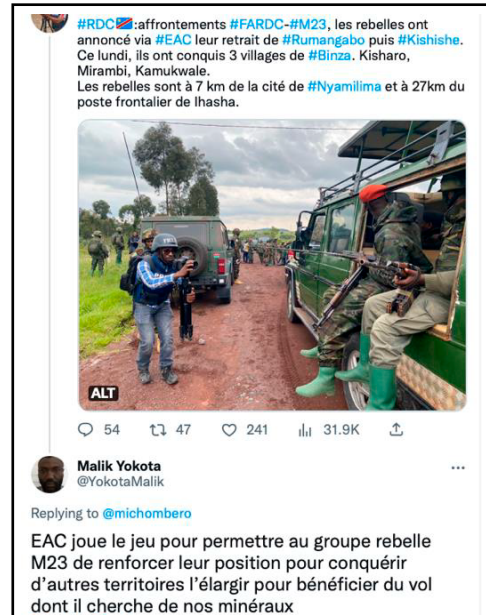 #RDC🇨🇩:affrontements #FARDC-#M23, les rebelles ont
annoncé via #EAC leur retrait de #Rumangabo puis #Kishishe.
Ce lundi, ils ont conquis 3 villages de #Binza. Kisharo,
Mirambi, Kamukwale.
Les rebelles sont à 7 km de la cité de #Nyamilima et à 27km du
poste frontalier de Ihasha.
ALT
54 47 241 31.9K
Malik Yokota
@YokotaMalik
Replying to @michombero
EAC joue le jeu pour permettre au groupe rebelle
M23 de renforcer leur position pour conquérir
d’autres territoires l’élargir pour bénéficier du vol
dont il cherche de nos minéraux